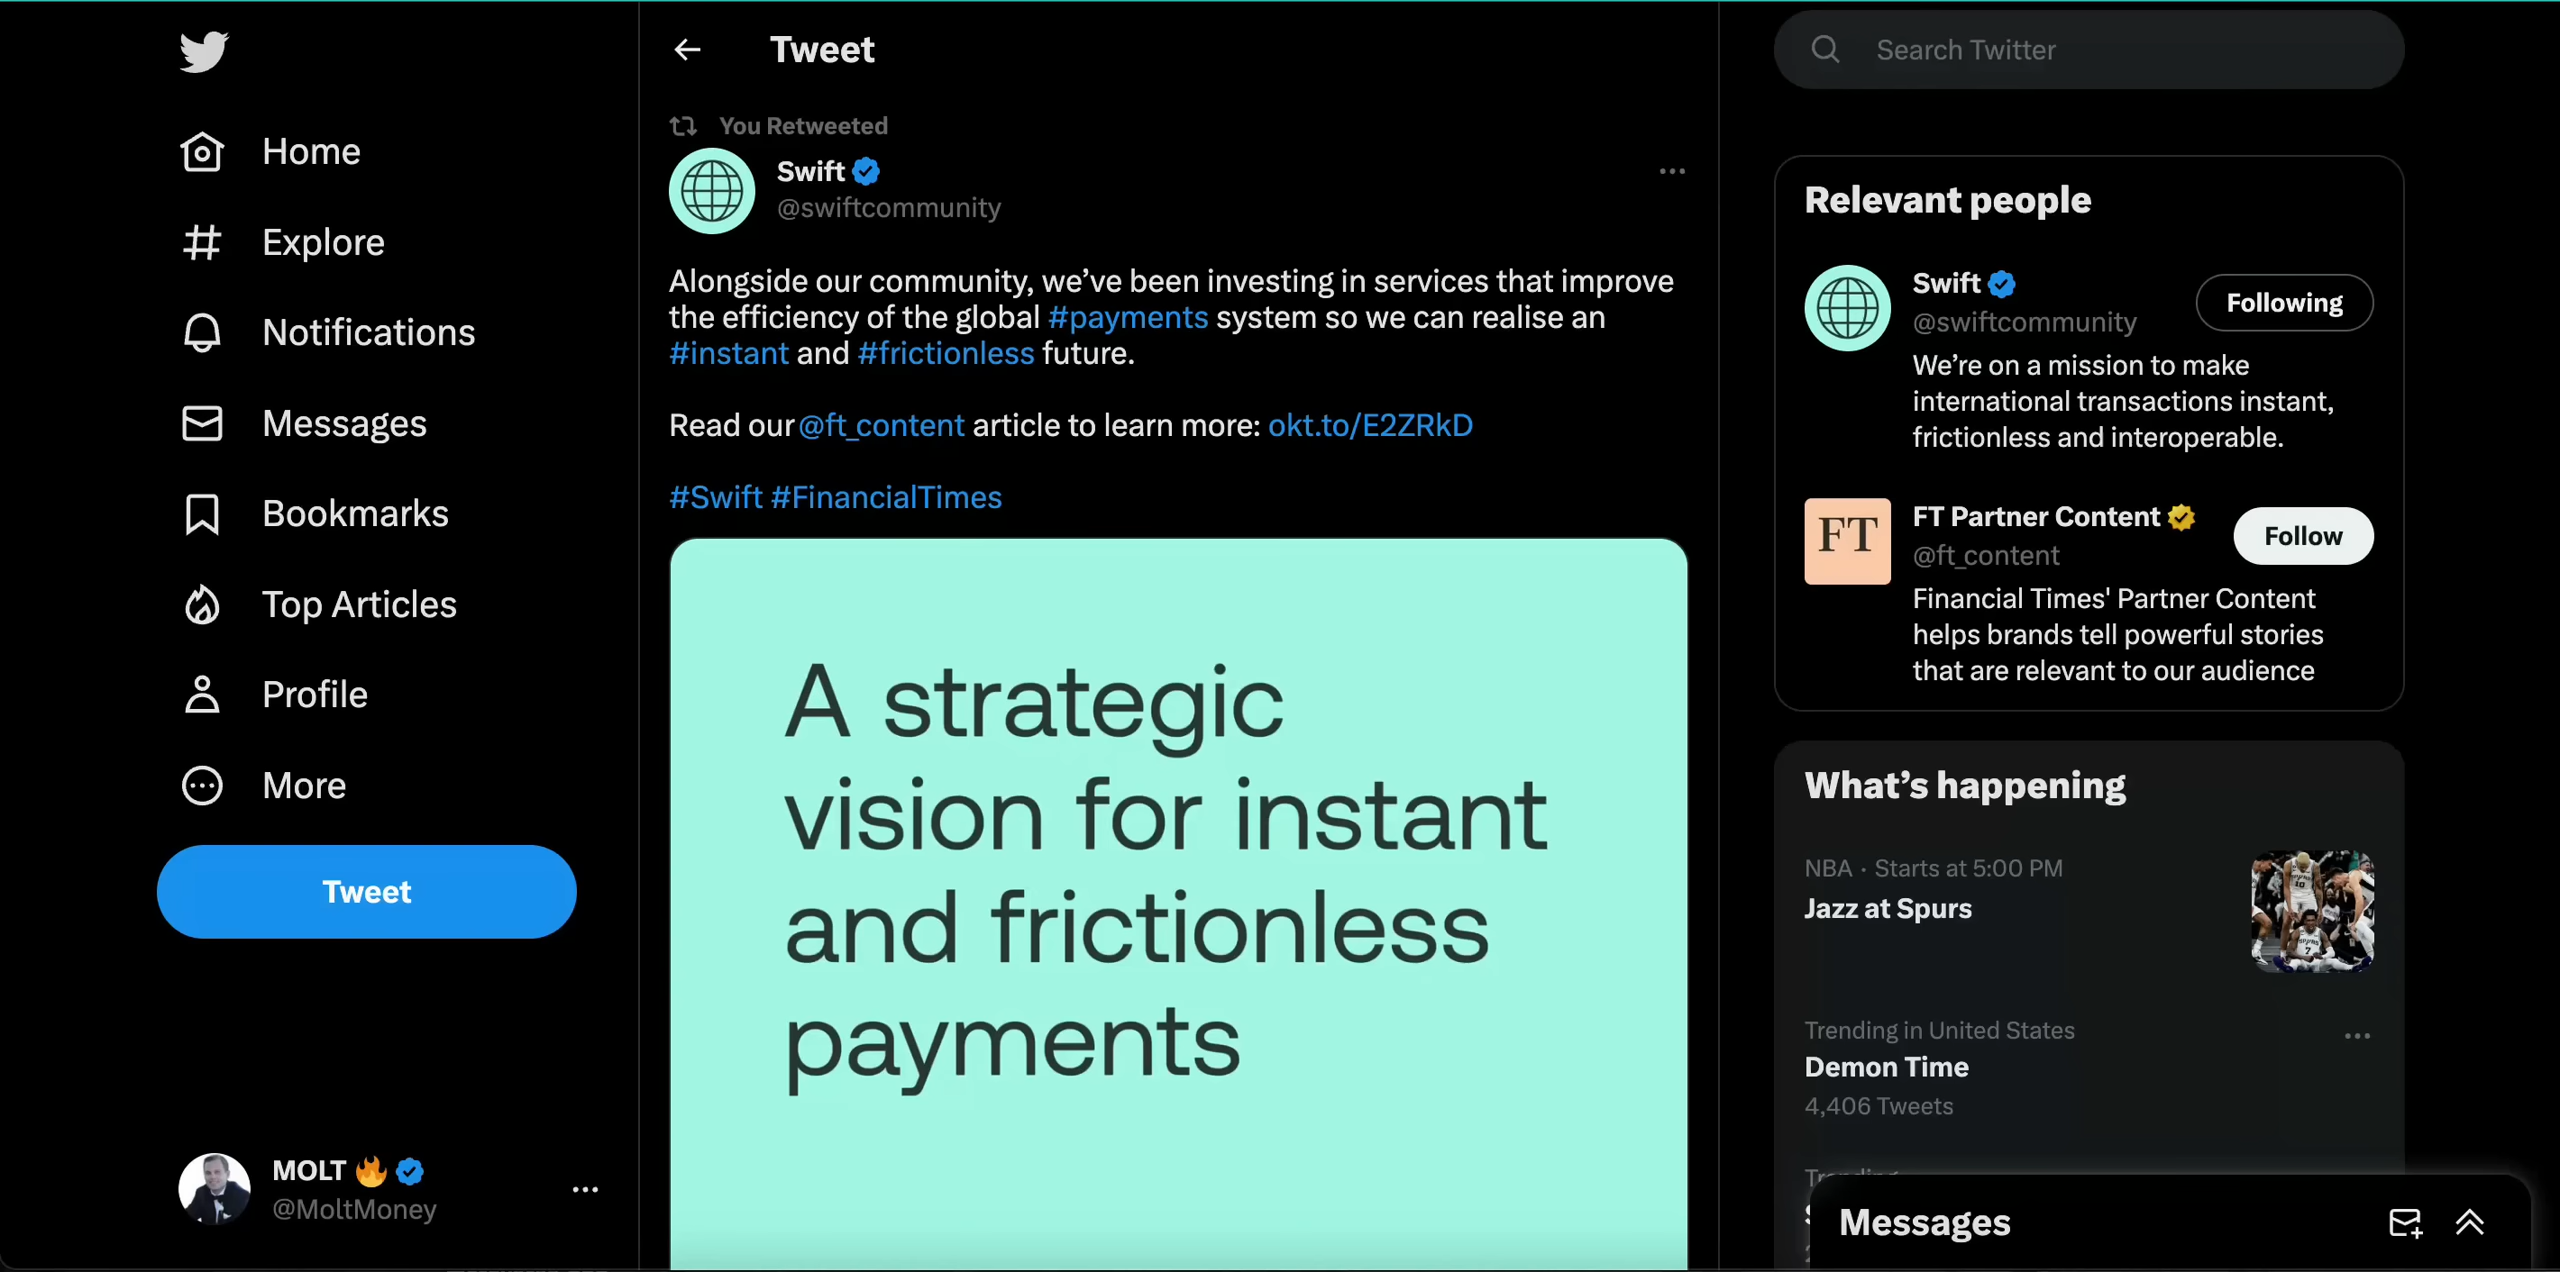 Home
Explore
Notifications
Messages
Bookmarks
Top Articles
Profile
More
Tweet
MOLT 🔥
@MoltMoney
Tweet
You Retweeted
Swift
@swiftcommunity
Alongside our community, we’ve been investing in services that improve
the efficiency of the global #payments system so we can realise an
#instant and #frictionless future.
Read our @ft_content article to learn more: okt.to/E2ZRkD
#Swift #FinancialTimes
A strategic
vision for instant
and frictionless
payments
Search Twitter
Relevant people
Swift
@swiftcommunity
Following
We’re on a mission to make
international transactions instant,
frictionless and interoperable.
FT
FT Partner Content
@ft_content
Follow
Financial Times' Partner Content
helps brands tell powerful stories
that are relevant to our audience
What’s happening
NBA · Starts at 5:00 PM
Jazz at Spurs
Trending in United States
Demon Time
4,406 Tweets
Messages